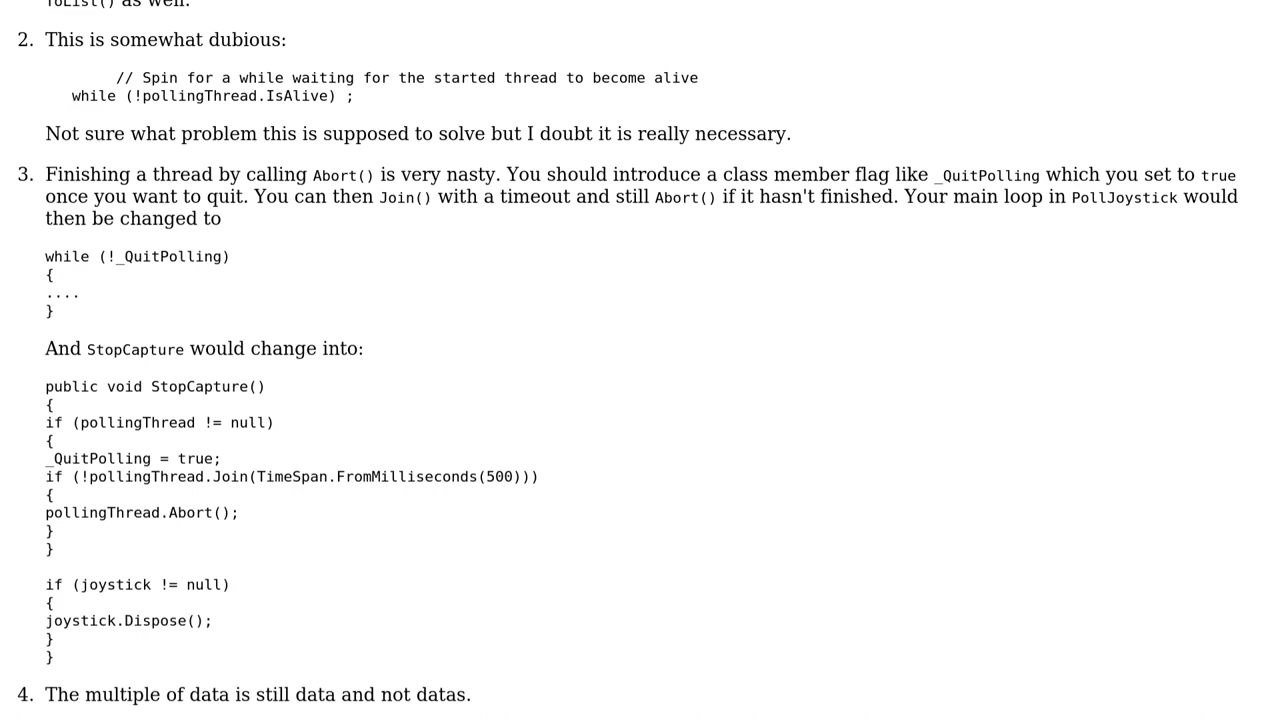 ToList() as well.
2. This is somewhat dubious:
// Spin for a while waiting for the started thread to become alive
while (!pollingThread.IsAlive) ;
Not sure what problem this is supposed to solve but I doubt it is really necessary.
3. Finishing a thread by calling Abort() is very nasty. You should introduce a class member flag like _QuitPolling which you set to true
once you want to quit. You can then Join() with a timeout and still Abort() if it hasn't finished. Your main loop in PollJoystick would
then be changed to
while (!_QuitPolling)
{
....
}
And StopCapture would change into:
public void StopCapture()
{
if (pollingThread != null)
{
_QuitPolling = true;
if (!pollingThread.Join(TimeSpan.FromMilliseconds(500)))
{
pollingThread.Abort();
}
}
if (joystick != null)
{
joystick.Dispose();
}
}
4. The multiple of data is still data and not datas.